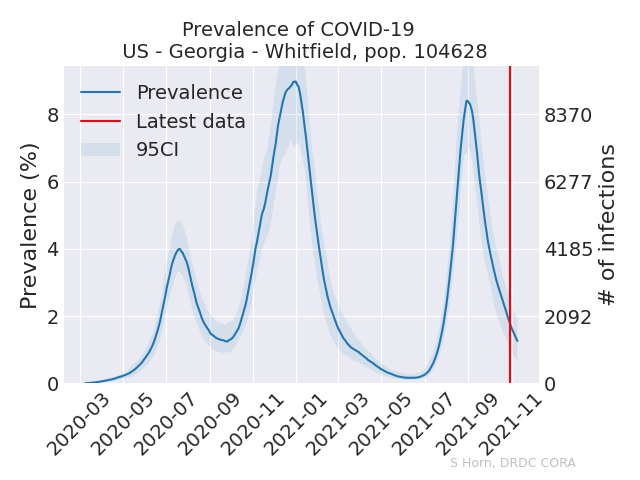 Prevalence of COVID-19
US - Georgia - Whitfield, pop. 104628
Prevalence
Latest data
95CI
Prevalence (%)
8
6
4
2
0
8370
6277
4185
2092
0
# of infections
2020-03
2020-05
2020-07
2020-09
2020-11
2021-01
2021-03
2021-05
2021-07
2021-09
2021-11
S Horn, DRDC CORA